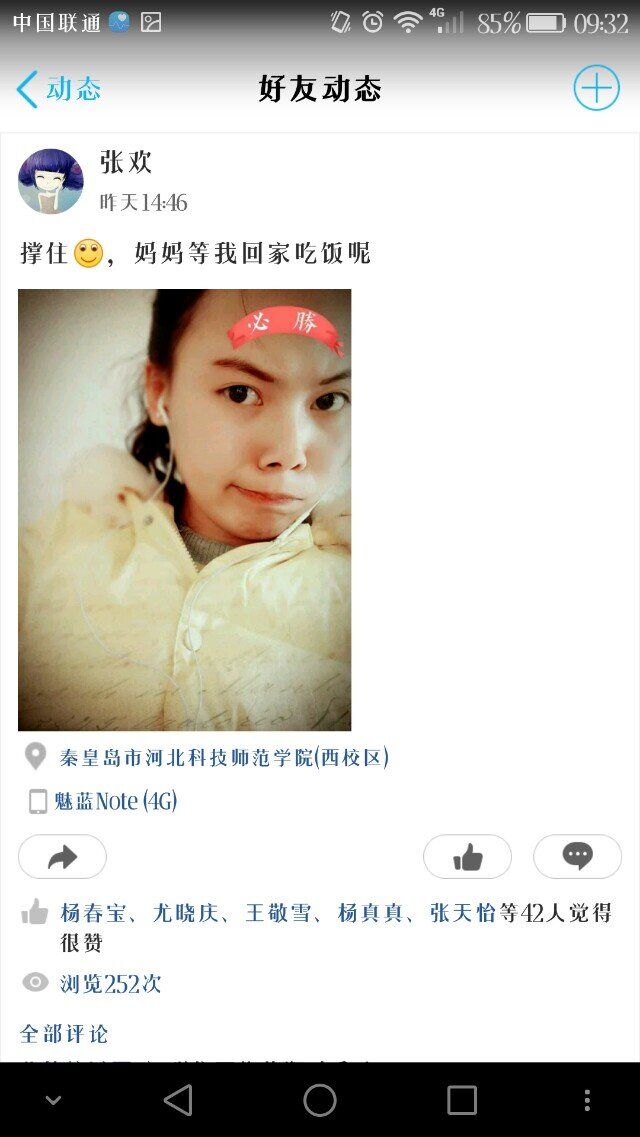 中国联通 4G 85% 09:32
动态 好友动态
张欢
昨天14:46
撑住，妈妈等我回家吃饭呢
必 勝
秦皇岛市河北科技师范学院(西校区)
魅蓝Note (4G)
杨春宝、尤晓庆、王敬雪、杨真真、张天怡等42人觉得
很赞
浏览252次
全部评论